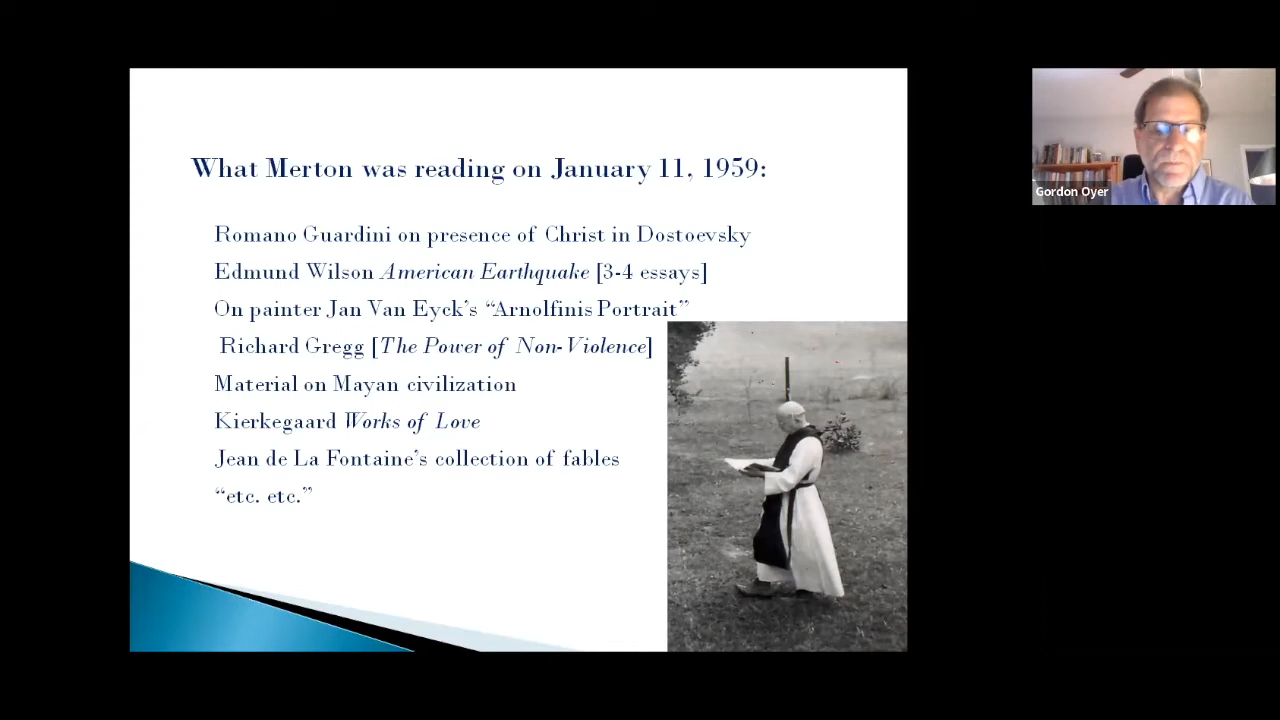 What Merton was reading on January 11, 1959:
Romano Guardini on presence of Christ in Dostoevsky
Edmund Wilson American Earthquake [3-4 essays]
On painter Jan Van Eyck's “Arnolfinis Portrait”
Richard Gregg [The Power of Non-Violence]
Material on Mayan civilization
Kierkegaard Works of Love
Jean de La Fontaine's collection of fables
“etc. etc.”
Gordon Oyer